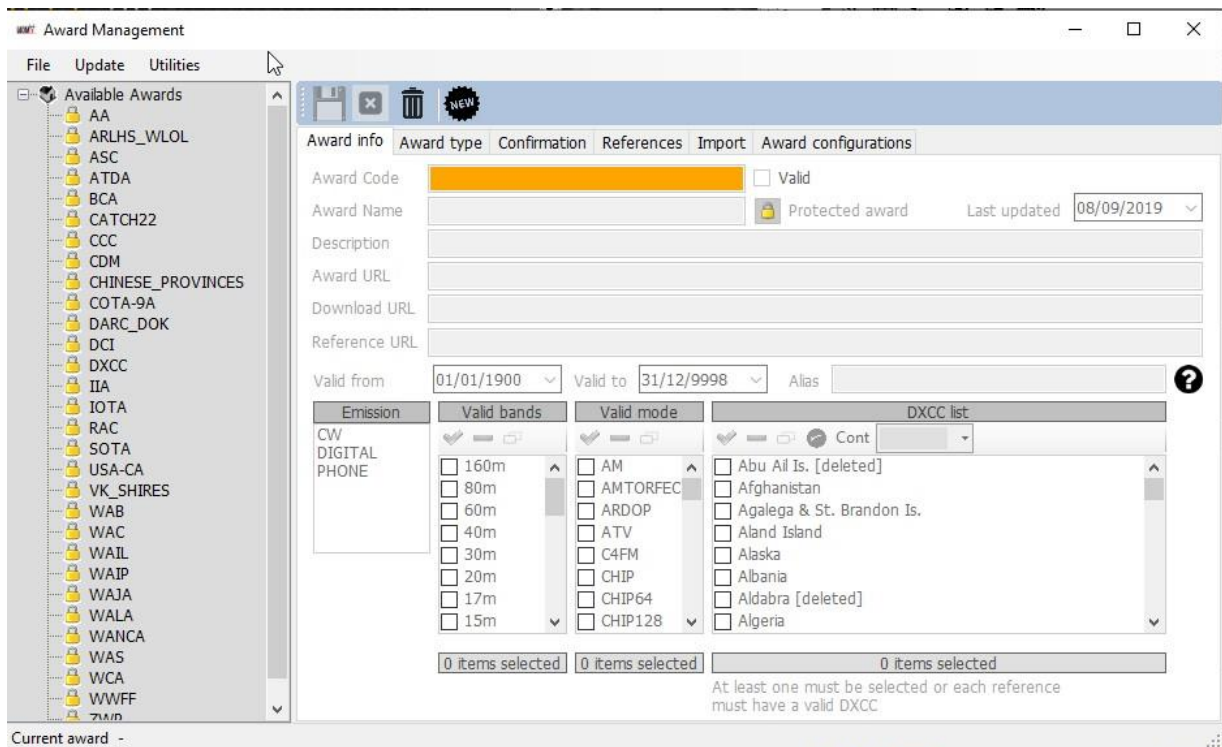 Award Management
File Update Utilities
Available Awards
AA
ARLHS_WLOL
ASC
ATDA
BCA
CATCH22
CCC
CDM
CHINESE_PROVINCES
COTA-9A
DARC_DOK
DCI
DXCC
IIA
IOTA
RAC
SOTA
USA-CA
VK_SHIRES
WAB
WAC
WAIL
WAIP
WAJA
WALA
WANCA
WAS
WCA
WWFF
NEW
Award info Award type Confirmation References Import Award configurations
Award Code Valid
Award Name Protected award Last updated 08/09/2019
Description
Award URL
Download URL
Reference URL
Valid from 01/01/1900 Valid to 31/12/9998 Alias ?
Emission
CW
DIGITAL
PHONE
Valid bands
160m
80m
60m
40m
30m
20m
17m
15m
0 items selected
Valid mode
AM
AMTORFEC
ARDOP
ATV
C4FM
CHIP
CHIP64
CHIP128
0 items selected
DXCC list
Cont
Abu Ail Is. [deleted]
Afghanistan
Agalega & St. Brandon Is.
Aland Island
Alaska
Albania
Aldabra [deleted]
Algeria
0 items selected
At least one must be selected or each reference
must have a valid DXCC
Current award -